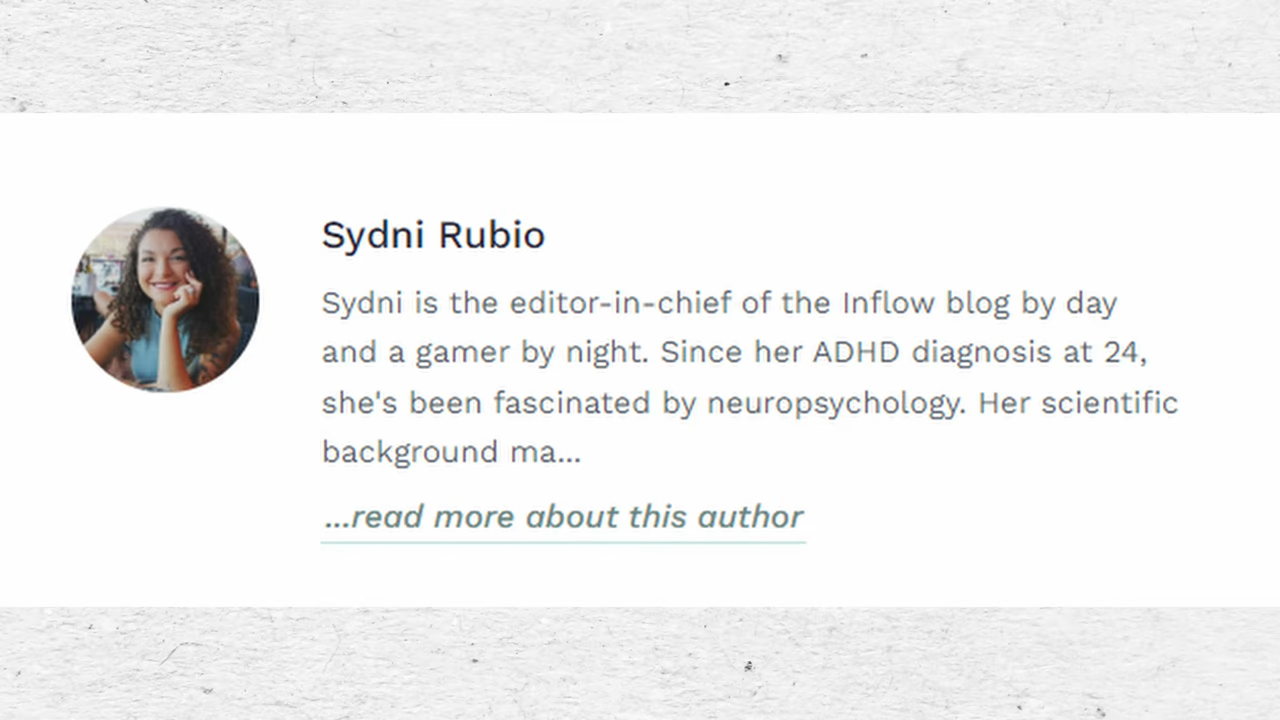 Sydni Rubio
Sydni is the editor-in-chief of the Inflow blog by day
and a gamer by night. Since her ADHD diagnosis at 24,
she's been fascinated by neuropsychology. Her scientific
background ma...
...read more about this author